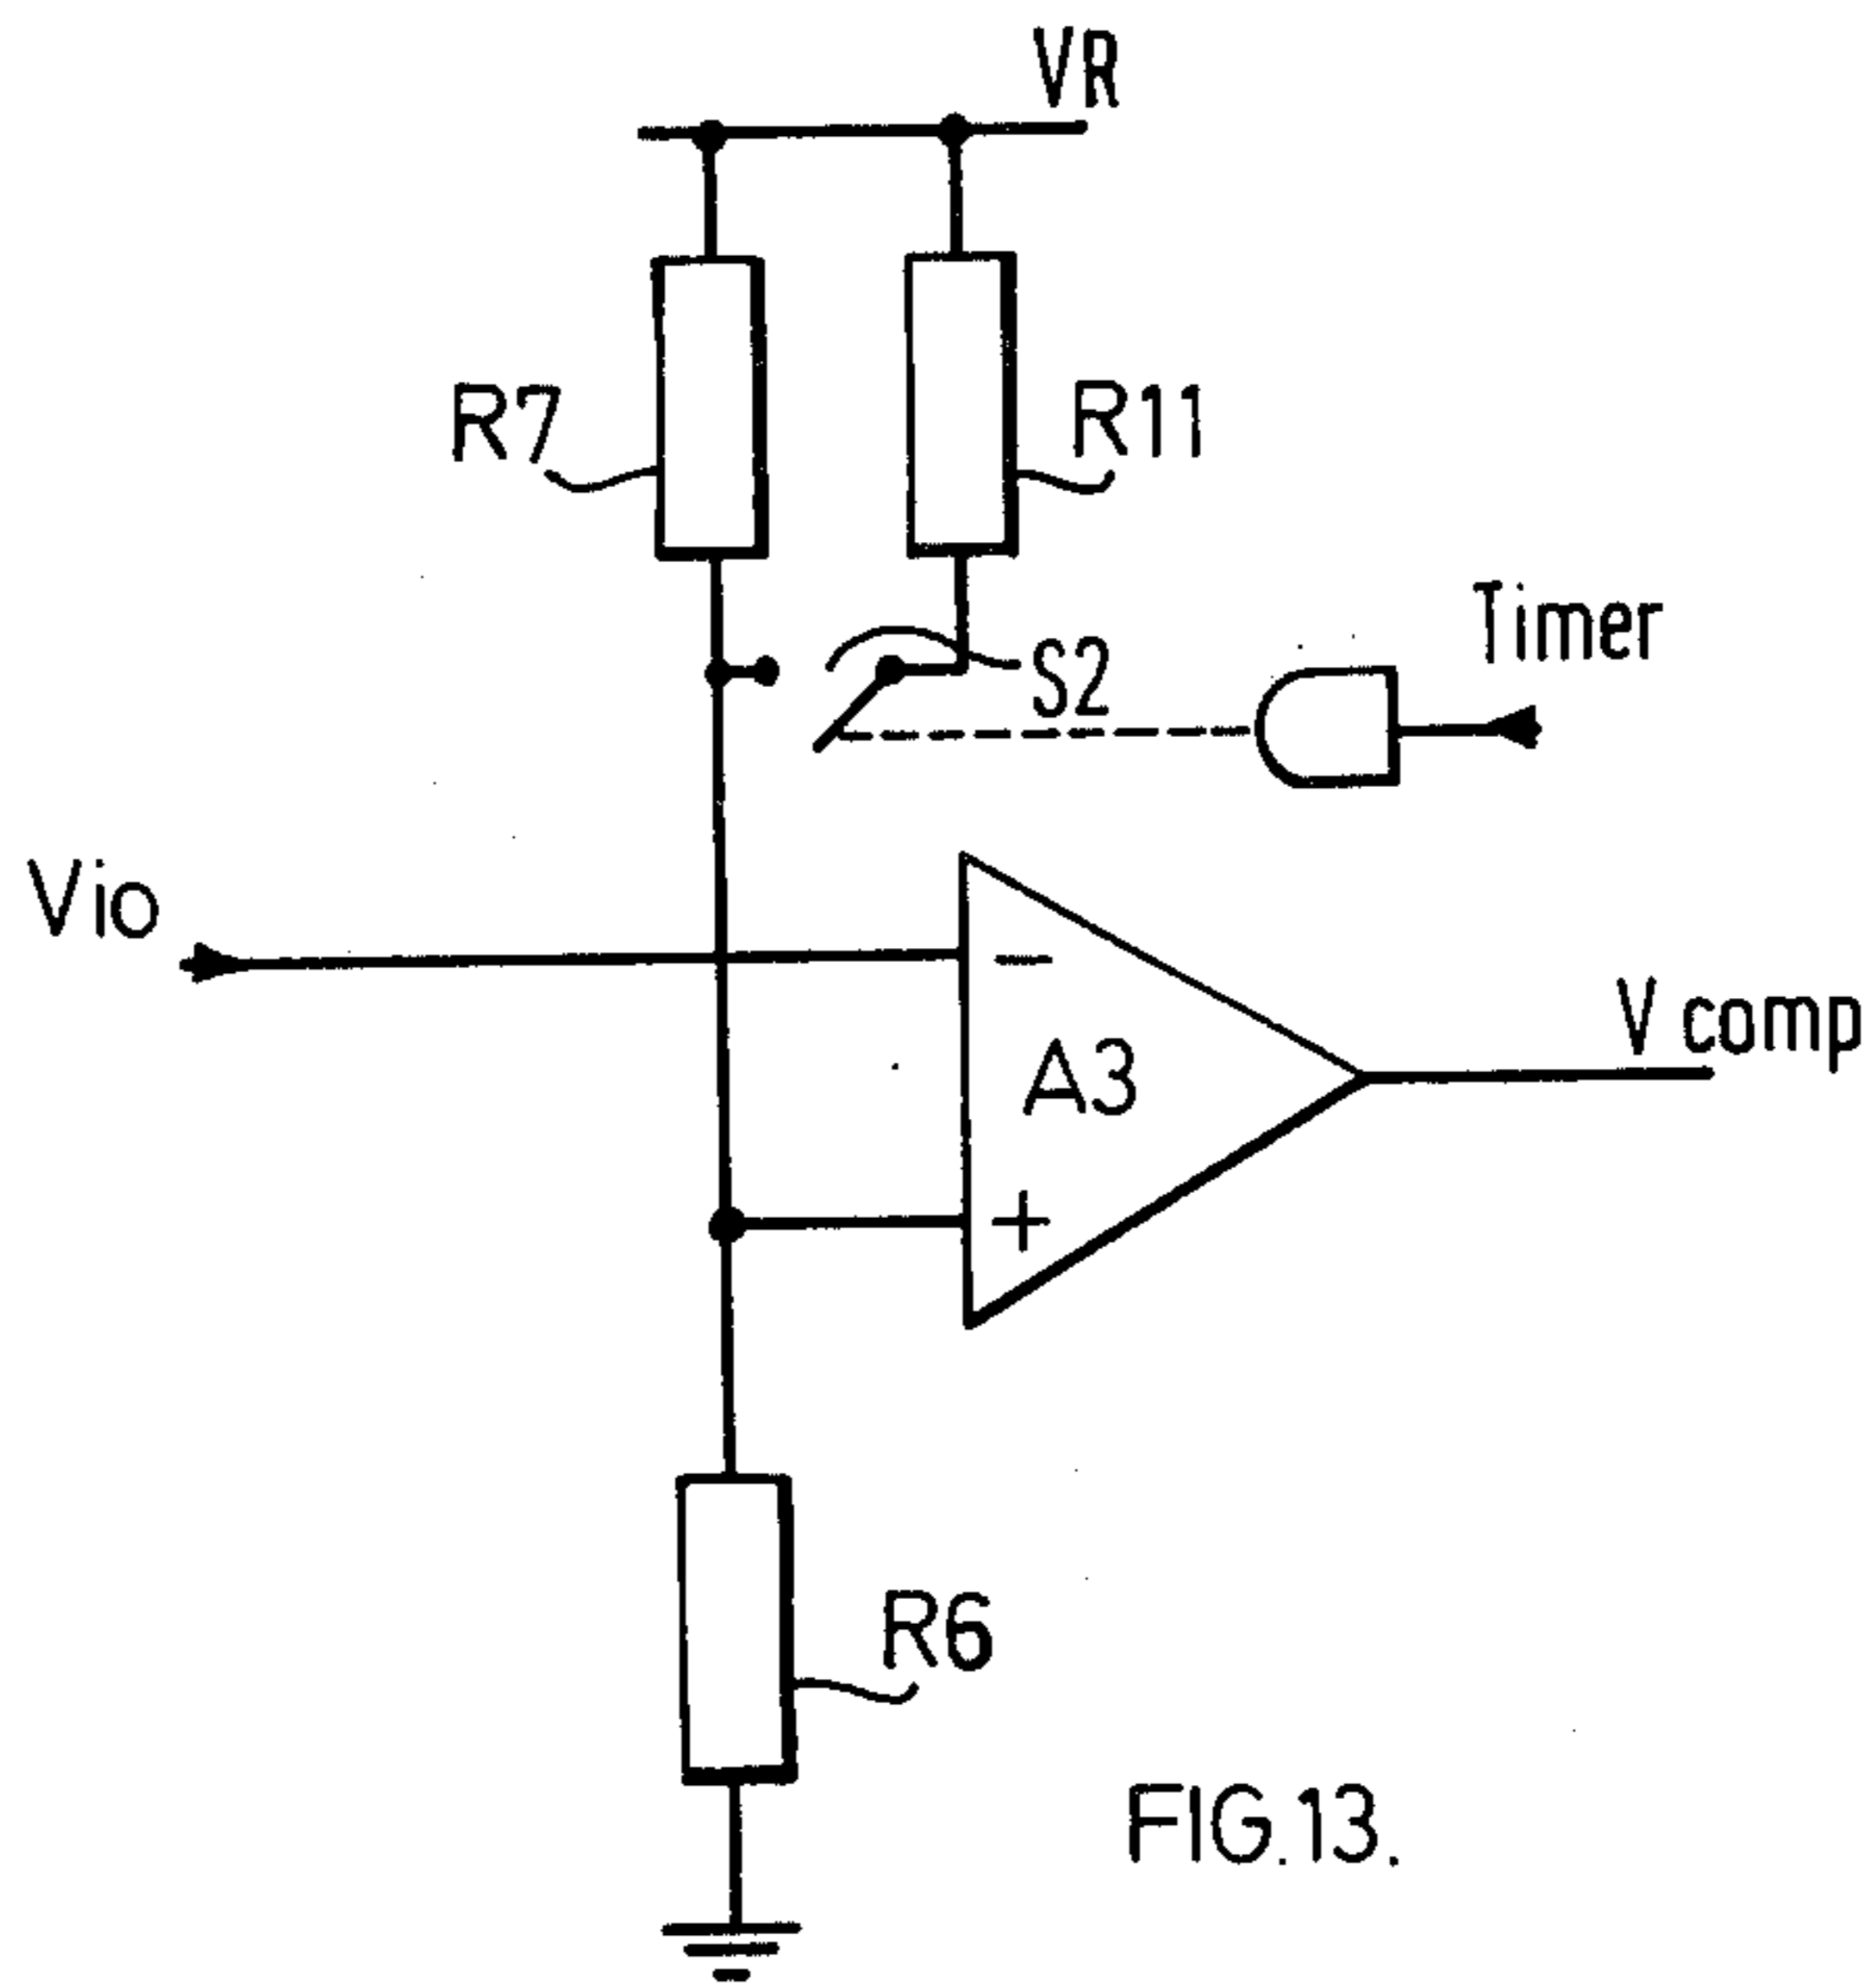 VR
R7
R11
S2
Timer
Vio
-
A3
V comp
+
R6
FIG.13.